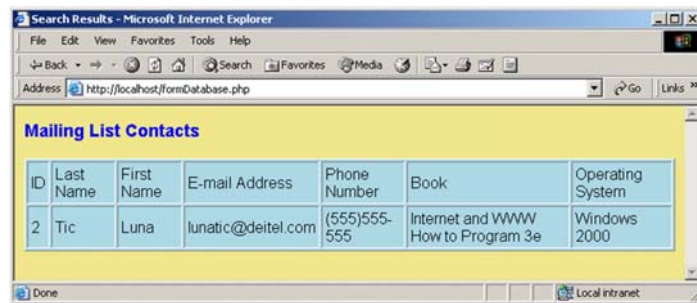 Search Results - Microsoft Internet Explorer
File Edit View Favorites Tools Help
Back Search Favorites Media
Address http://localhost/formDatabase.php Go Links »
Mailing List Contacts
ID Last Name First Name E-mail Address Phone Number Book Operating System
2 Tic Luna lunatic@deitel.com (555)555-555 Internet and WWW How to Program 3e Windows 2000
Done Local intranet